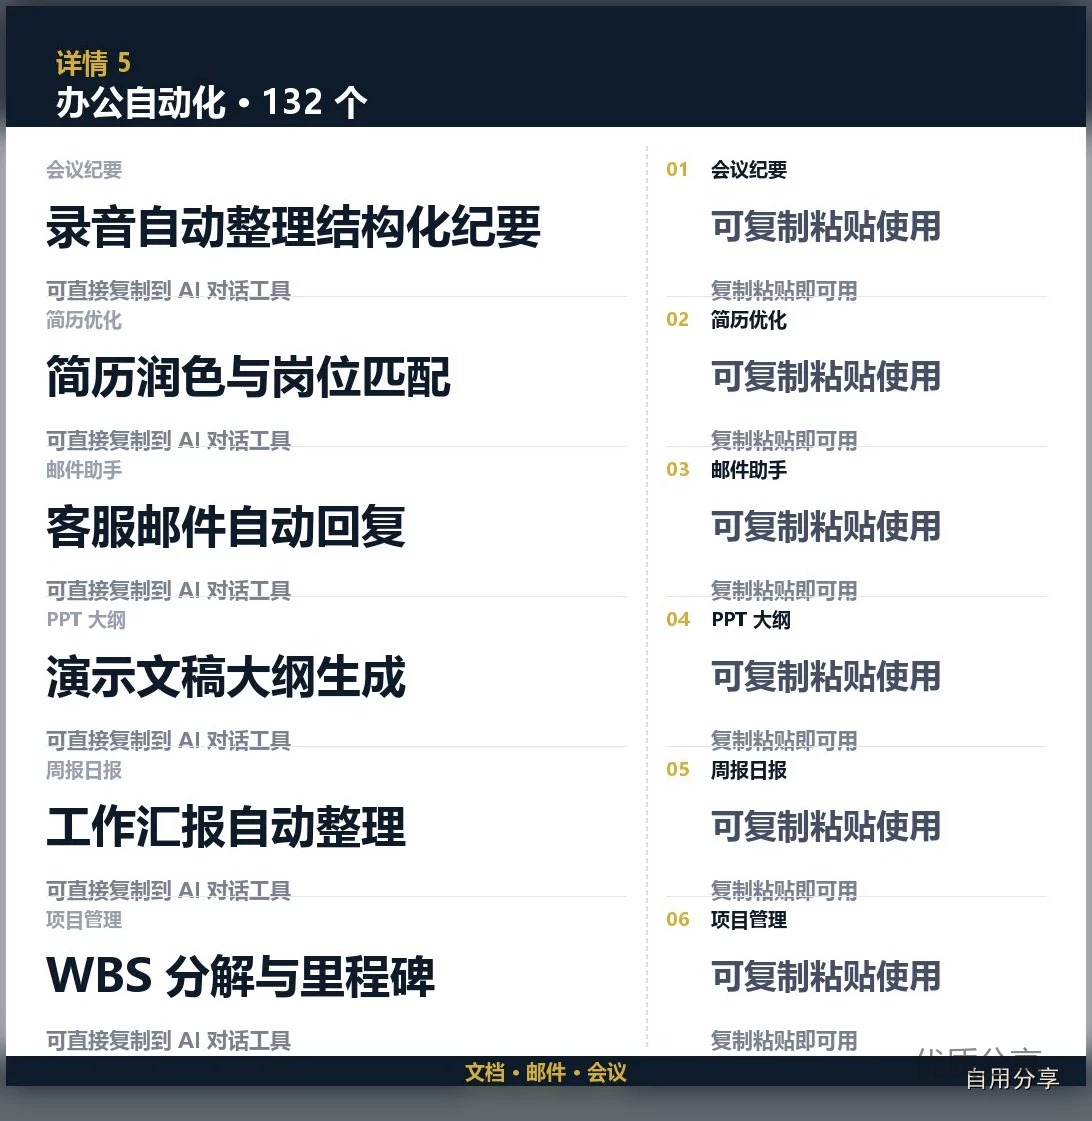 详情 5
办公自动化 • 132 个
会议纪要
录音自动整理结构化纪要
可直接复制到 AI 对话工具
简历优化
简历润色与岗位匹配
可直接复制到 AI 对话工具
邮件助手
客服邮件自动回复
可直接复制到 AI 对话工具
PPT 大纲
演示文稿大纲生成
可直接复制到 AI 对话工具
周报日报
工作汇报自动整理
可直接复制到 AI 对话工具
项目管理
WBS 分解与里程碑
可直接复制到 AI 对话工具
01 会议纪要
可复制粘贴使用
复制粘贴即可用
02 简历优化
可复制粘贴使用
复制粘贴即可用
03 邮件助手
可复制粘贴使用
复制粘贴即可用
04 PPT 大纲
可复制粘贴使用
复制粘贴即可用
05 周报日报
可复制粘贴使用
复制粘贴即可用
06 项目管理
可复制粘贴使用
复制粘贴即可用
文档 • 邮件 • 会议
自用分享